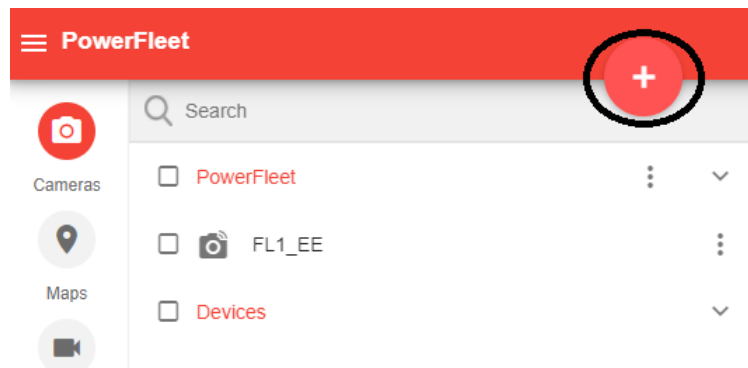 PowerFleet
+
Search
Cameras
PowerFleet
FL1_EE
Maps
Devices